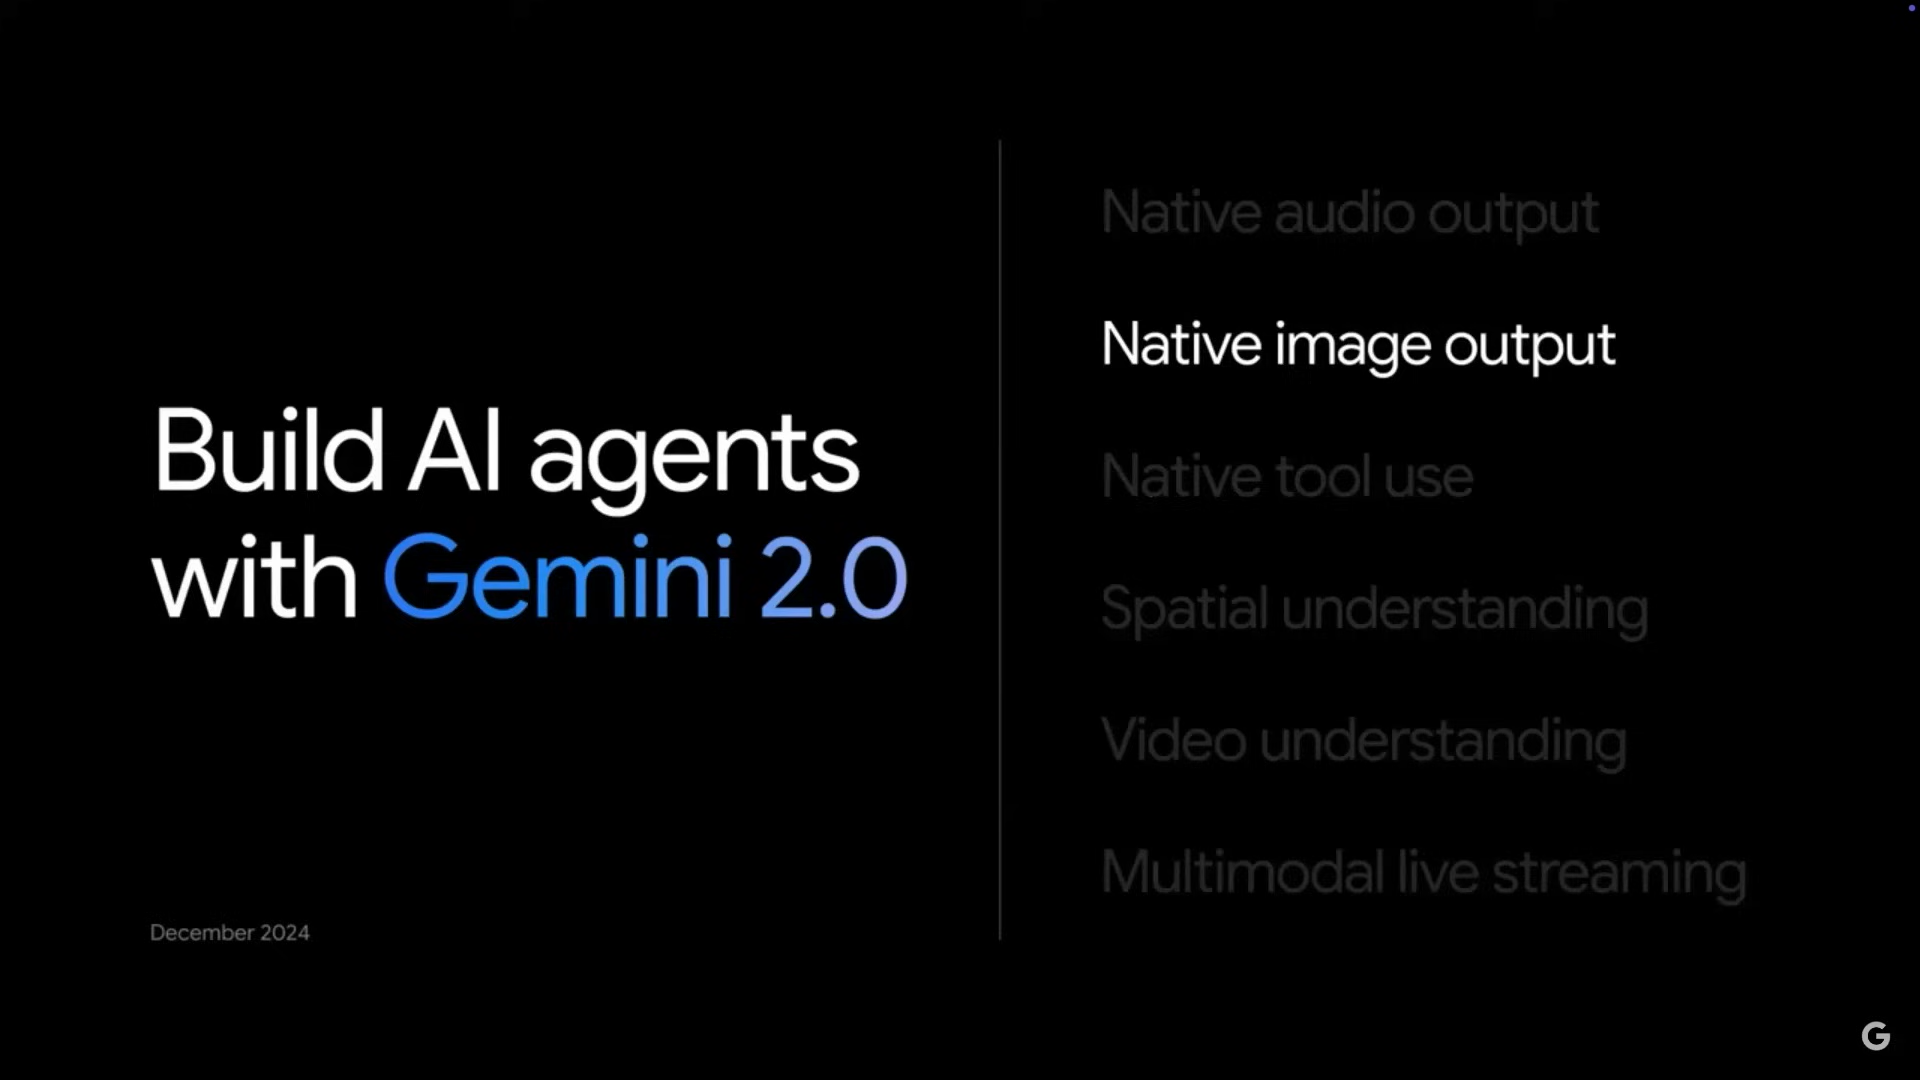 Build AI agents
with Gemini 2.0
December 2024
Native audio output
Native image output
Native tool use
Spatial understanding
Video understanding
Multimodal live streaming
G